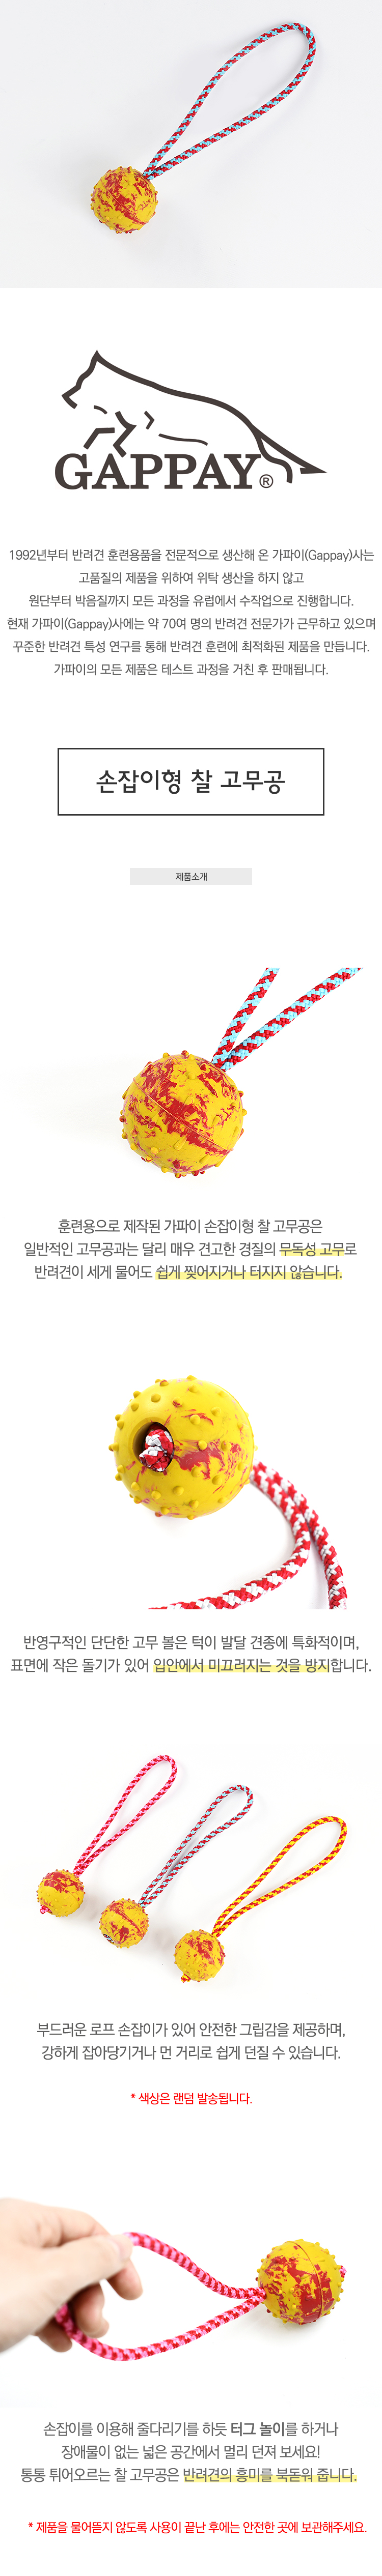 GAPPAY®
1992년부터 반려견 훈련용품을 전문적으로 생산해 온 가파이(Gappay)사는
고품질의 제품을 위하여 위탁 생산을 하지 않고
원단부터 박음질까지 모든 과정을 유럽에서 수작업으로 진행합니다.
현재 가파이(Gappay)사에는 약 70여 명의 반려견 전문가가 근무하고 있으며
꾸준한 반려견 특성 연구를 통해 반려견 훈련에 최적화된 제품을 만듭니다.
가파이의 모든 제품은 테스트 과정을 거친 후 판매됩니다.
손잡이형 찰 고무공
제품소개
훈련용으로 제작된 가파이 손잡이형 찰 고무공은
일반적인 고무공과는 달리 매우 견고한 경질의 무독성 고무로
반려견이 세게 물어도 쉽게 찢어지거나 터지지 않습니다.
반영구적인 단단한 고무 볼은 턱이 발달 견종에 특화적이며,
표면에 작은 돌기가 있어 입안에서 미끄러지는 것을 방지합니다.
부드러운 로프 손잡이가 있어 안전한 그립감을 제공하며,
강하게 잡아당기거나 먼 거리로 쉽게 던질 수 있습니다.
* 색상은 랜덤 발송됩니다.
손잡이를 이용해 줄다리기를 하듯 터그 놀이를 하거나
장애물이 없는 넓은 공간에서 멀리 던져 보세요!
통통 튀어오르는 찰 고무공은 반려견의 흥미를 북돋워 줍니다.
* 제품을 물어뜯지 않도록 사용이 끝난 후에는 안전한 곳에 보관해주세요.